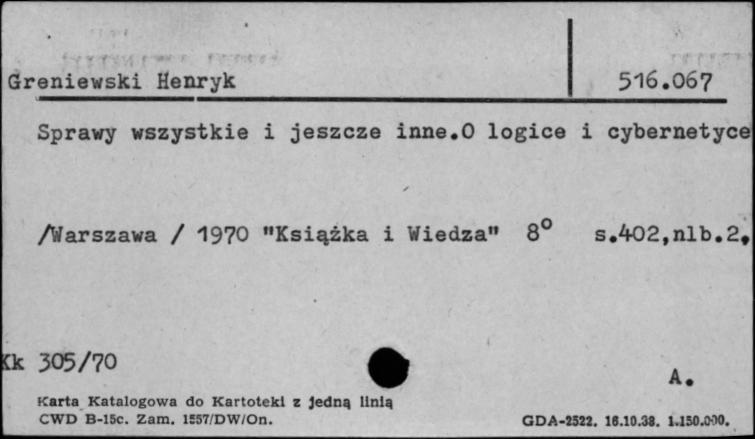 Greniewski Henryk 516.067
Sprawy wszystkie i jeszcze inne.O logice i cybernetyce
/Warszawa / 1970 "Książka i Wiedza" 8° s.402,nlb.2,
Kk 305/70
A.
Karta Katalogowa do Kartoteki z jedną linią
CWD B-15c. Zam. 1557/DW/On.
GDA-2522. 16.10.38. 1.150.000.